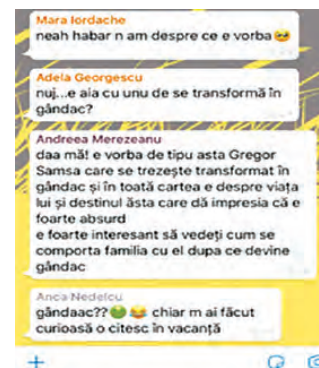 Mara Iordache
neah habar n am despre ce e vorba🥹
Adela Georgescu
nuj...e aia cu unu de se transformă în
gândac?
Andreea Merezeanu
daa mă! e vorba de tipu asta Gregor
Samsa care se trezește transformat în
gândac și în toată cartea e despre viața
lui și destinul ăsta care dă impresia că e
foarte absurd
e foarte interesant să vedeți cum se
comporta familia cu el dupa ce devine
gândac
Anca Nedelcu
gândaac??🤢😂 chiar m ai făcut
curioasă o citesc în vacanță